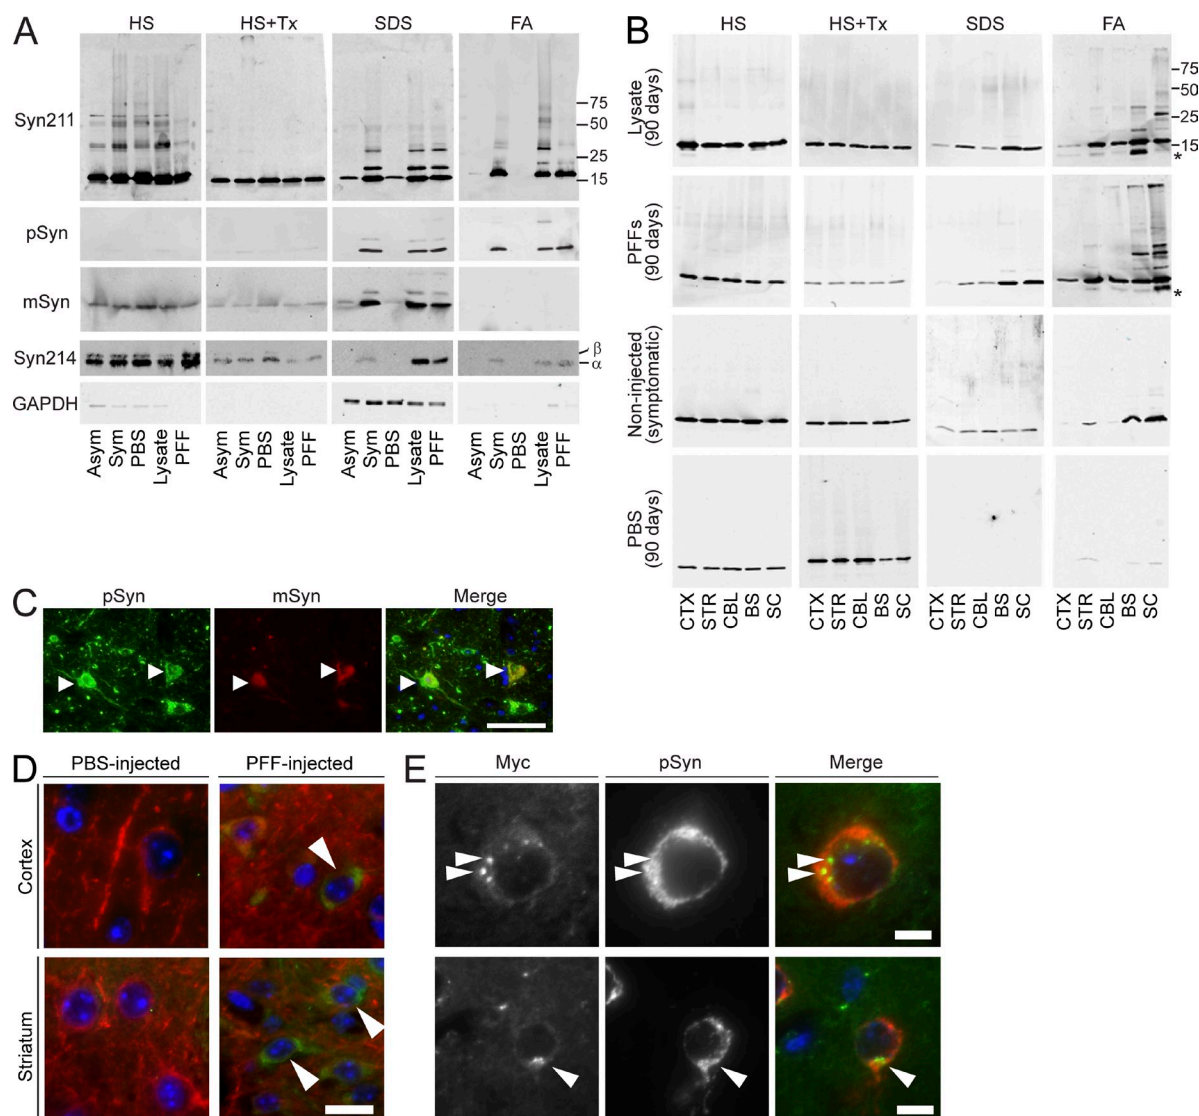 A
HS
HS+Tx
SDS
FA
Syn211
75
50
25
15
pSyn
mSyn
Syn214
β
α
GAPDH
Asym
Sym
PBS
Lysate
PFF
Asym
Sym
PBS
Lysate
PFF
Asym
Sym
PBS
Lysate
PFF
Asym
Sym
PBS
Lysate
PFF
B
HS
HS+Tx
SDS
FA
Lysate
(90 days)
75
50
25
15
*
PFFs
(90 days)
*
Non-injected
(symptomatic)
PBS
(90 days)
CTX
STR
CBL
BS
SC
CTX
STR
CBL
BS
SC
CTX
STR
CBL
BS
SC
CTX
STR
CBL
BS
SC
C
pSyn
mSyn
Merge
D
PBS-injected
PFF-injected
Cortex
Striatum
E
Myc
pSyn
Merge